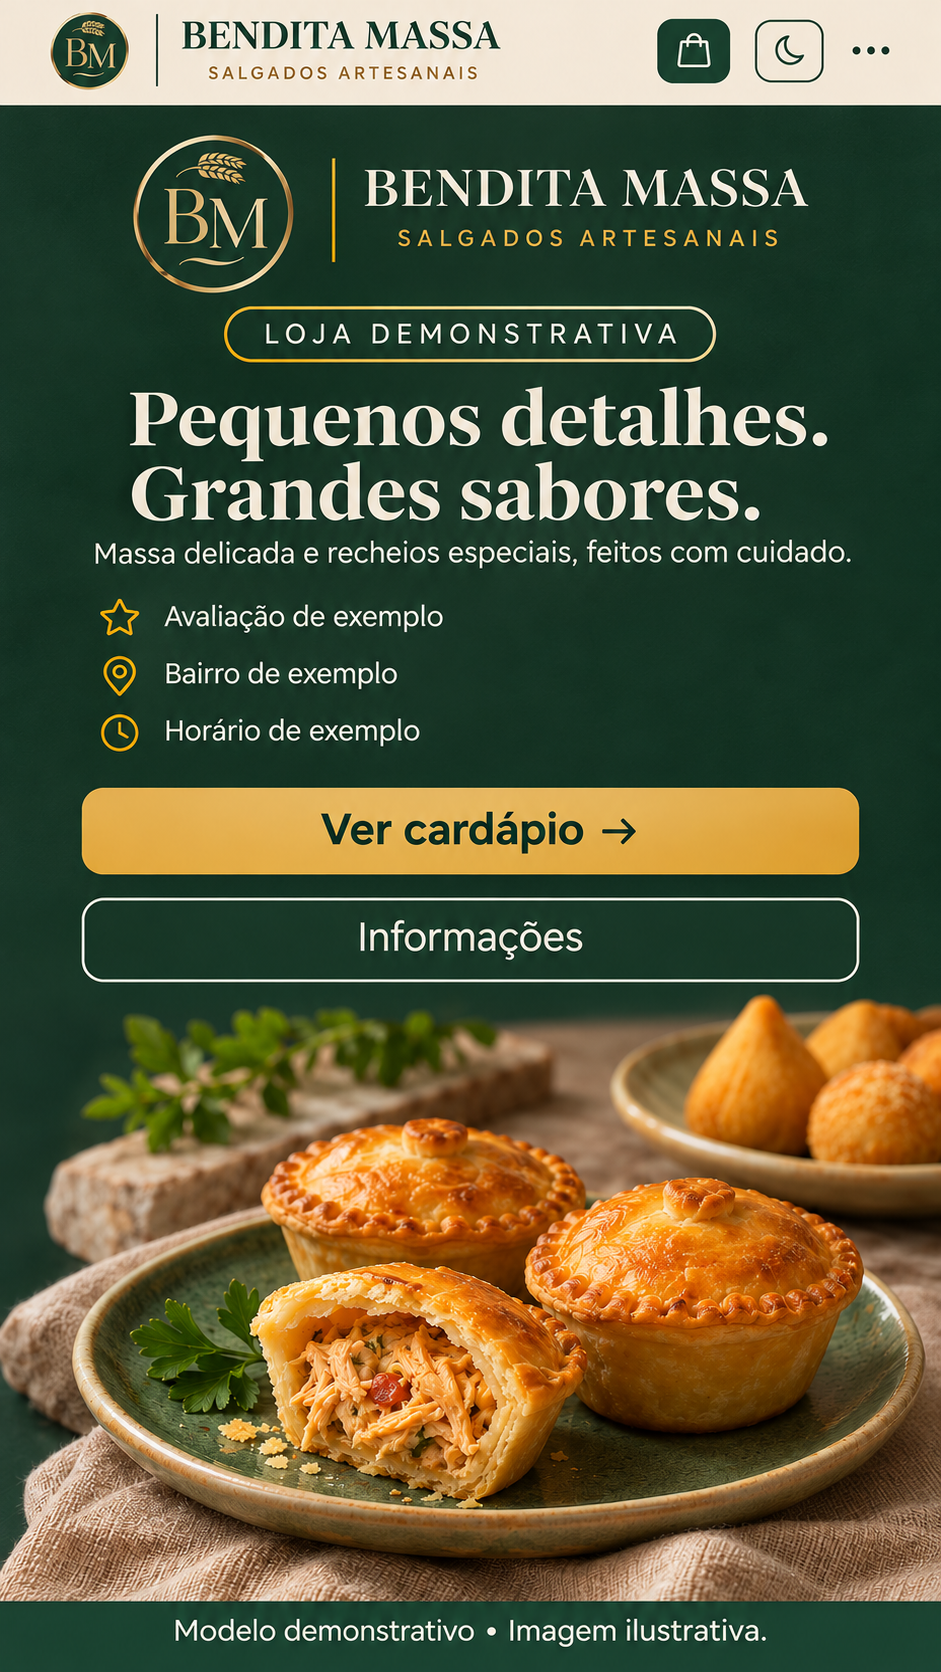 BM
BENDITA MASSA
SALGADOS ARTESANAIS
BM
BENDITA MASSA
SALGADOS ARTESANAIS
LOJA DEMONSTRATIVA
Pequenos detalhes.
Grandes sabores.
Massa delicada e recheios especiais, feitos com cuidado.
Avaliação de exemplo
Bairro de exemplo
Horário de exemplo
Ver cardápio →
Informações
Modelo demonstrativo • Imagem ilustrativa.